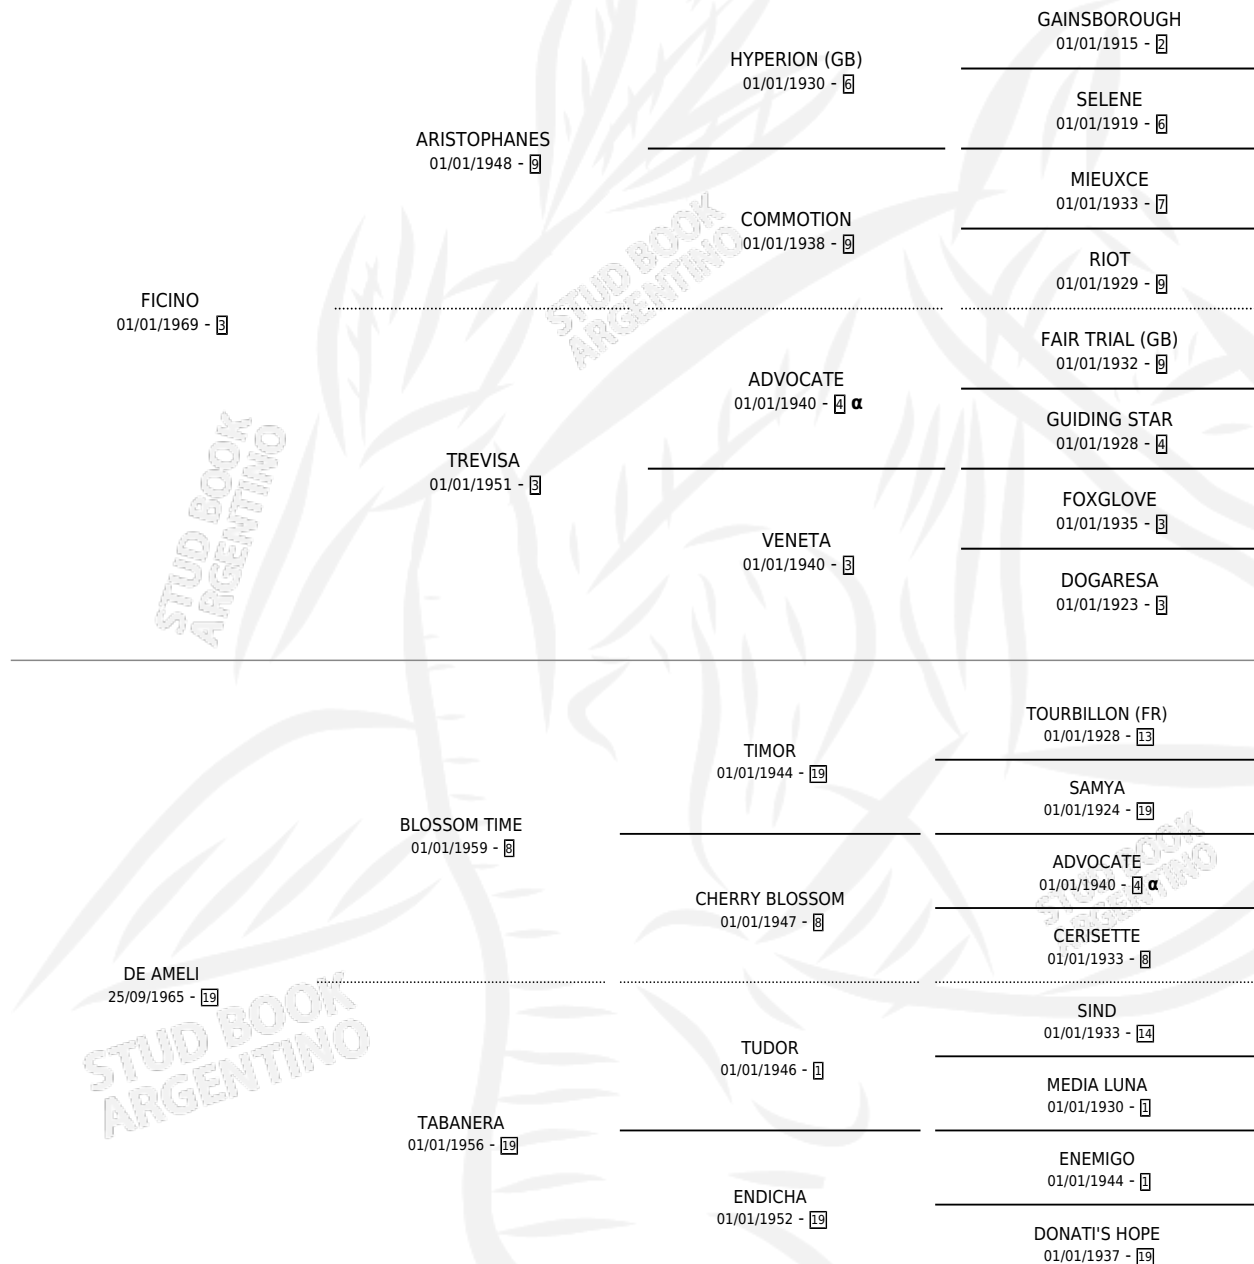 GAINSBOROUGH
01/01/1915 - 2
HYPERION (GB)
01/01/1930 - 6
SELENE
01/01/1919 - 6
ARISTOPHANES
01/01/1948 - 9
MIEUXCE
01/01/1933 - 7
COMMOTION
01/01/1938 - 9
RIOT
01/01/1929 - 9
FICINO
01/01/1969 - 3
FAIR TRIAL (GB)
01/01/1932 - 9
ADVOCATE
01/01/1940 - 4 α
GUIDING STAR
01/01/1928 - 4
TREVISA
01/01/1951 - 3
FOXGLOVE
01/01/1935 - 3
VENETA
01/01/1940 - 3
DOGARESA
01/01/1923 - 3
TOURBILLON (FR)
01/01/1928 - 13
TIMOR
01/01/1944 - 19
SAMYA
01/01/1924 - 19
BLOSSOM TIME
01/01/1959 - 8
ADVOCATE
01/01/1940 - 4 α
CHERRY BLOSSOM
01/01/1947 - 8
CERISETTE
01/01/1933 - 8
DE AMELI
25/09/1965 - 19
SIND
01/01/1933 - 14
TUDOR
01/01/1946 - 1
MEDIA LUNA
01/01/1930 - 1
TABANERA
01/01/1956 - 19
ENEMIGO
01/01/1944 - 1
ENDICHA
01/01/1952 - 19
DONATI'S HOPE
01/01/1937 - 19
STUD BOOK
ARGENTINO
STUD BOOK
ARGENTINO
STUD BOOK
ARGENTINO
STUD BOOK
ARGENTINO